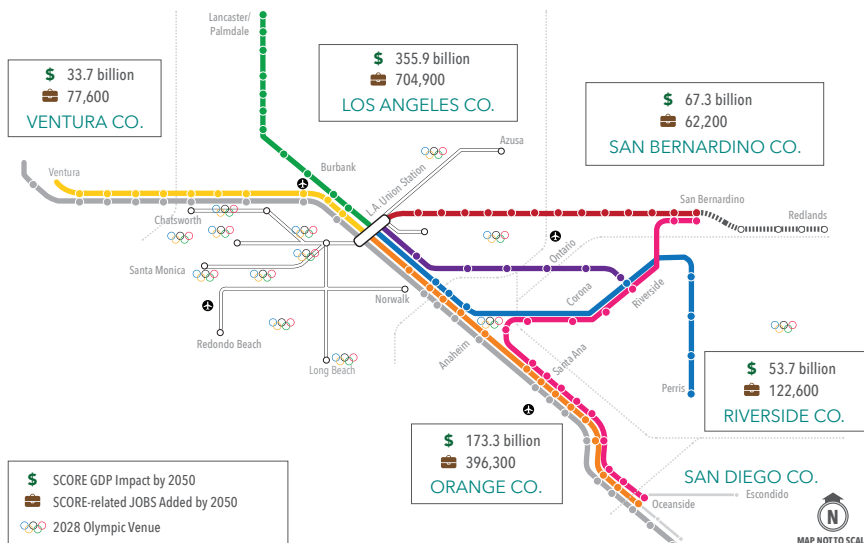 Lancaster/
Palmdale
$ 33.7 billion
77,600
VENTURA CO.
$ 355.9 billion
704,900
LOS ANGELES CO.
$ 67.3 billion
62,200
SAN BERNARDINO CO.
Ventura
Burbank
L.A. Union Station
Azusa
Chatsworth
San Bernardino
Redlands
Santa Monica
Ontario
Norwalk
Corona
Riverside
Redondo Beach
Long Beach
Anaheim
Santa Ana
Perris
$ 53.7 billion
122,600
RIVERSIDE CO.
$ 173.3 billion
396,300
ORANGE CO.
SAN DIEGO CO.
Escondido
Oceanside
$ SCORE GDP Impact by 2050
SCORE-related JOBS Added by 2050
2028 Olympic Venue
N
MAP NOT TO SCAL